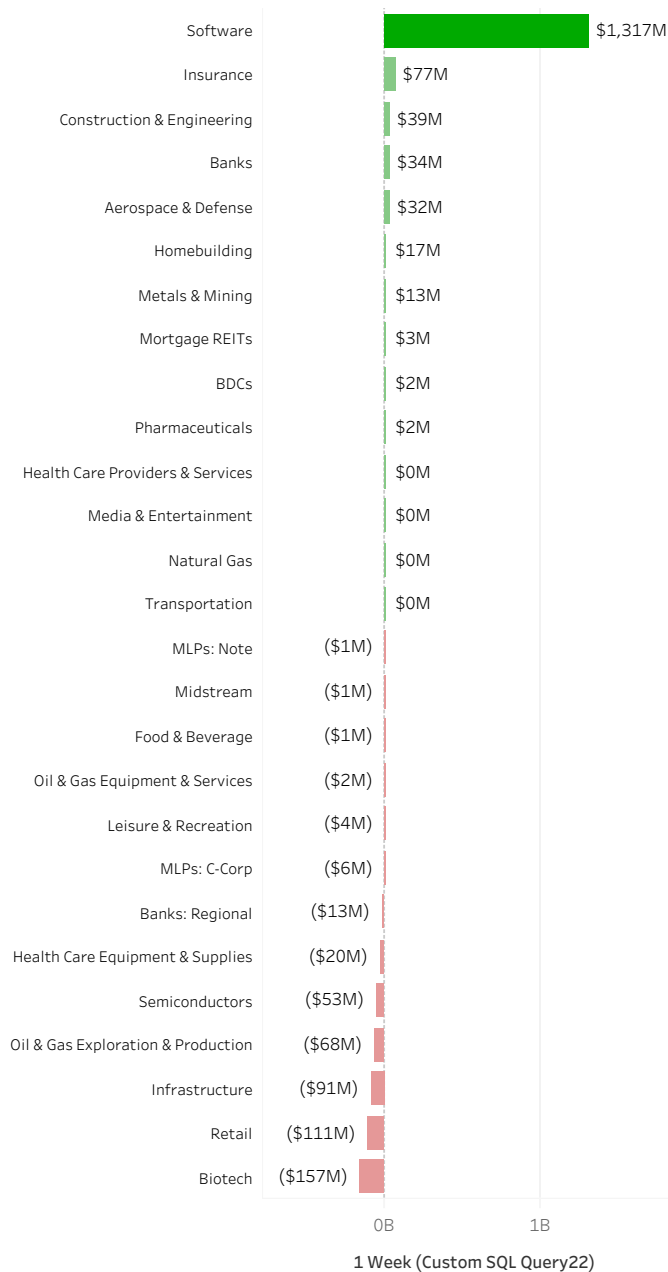 Software $1,317M
Insurance $77M
Construction & Engineering $39M
Banks $34M
Aerospace & Defense $32M
Homebuilding $17M
Metals & Mining $13M
Mortgage REITs $3M
BDCs $2M
Pharmaceuticals $2M
Health Care Providers & Services $0M
Media & Entertainment $0M
Natural Gas $0M
Transportation $0M
MLPs: Note ($1M)
Midstream ($1M)
Food & Beverage ($1M)
Oil & Gas Equipment & Services ($2M)
Leisure & Recreation ($4M)
MLPs: C-Corp ($6M)
Banks: Regional ($13M)
Health Care Equipment & Supplies ($20M)
Semiconductors ($53M)
Oil & Gas Exploration & Production ($68M)
Infrastructure ($91M)
Retail ($111M)
Biotech ($157M)
0B 1B
1 Week (Custom SQL Query22)